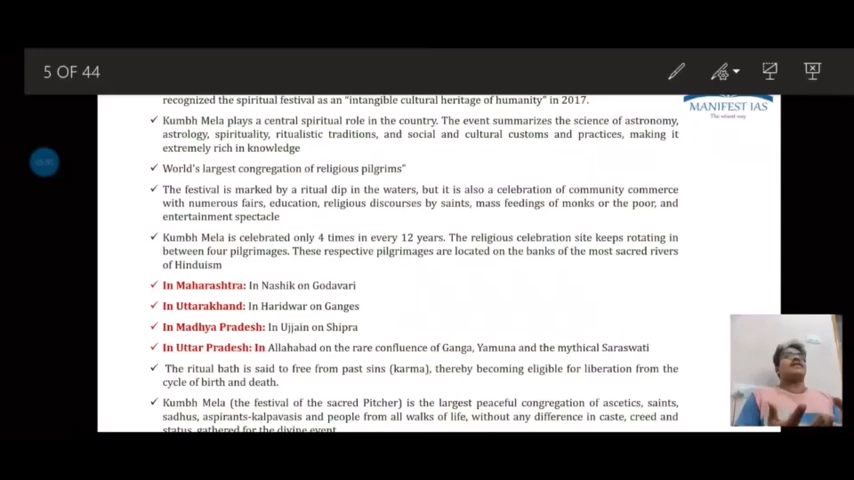 5 OF 44
recognized the spiritual festival as an "intangible cultural heritage of humanity" in 2017.
MANIFEST IAS
The wisest way
✓ Kumbh Mela plays a central spiritual role in the country. The event summarizes the science of astronomy,
astrology, spirituality, ritualistic traditions, and social and cultural customs and practices, making it
extremely rich in knowledge
✓ World's largest congregation of religious pilgrims"
✓ The festival is marked by a ritual dip in the waters, but it is also a celebration of community commerce
with numerous fairs, education, religious discourses by saints, mass feedings of monks or the poor, and
entertainment spectacle
✓ Kumbh Mela is celebrated only 4 times in every 12 years. The religious celebration site keeps rotating in
between four pilgrimages. These respective pilgrimages are located on the banks of the most sacred rivers
of Hinduism
✓ In Maharashtra: In Nashik on Godavari
✓ In Uttarakhand: In Haridwar on Ganges
✓ In Madhya Pradesh: In Ujjain on Shipra
✓ In Uttar Pradesh: In Allahabad on the rare confluence of Ganga, Yamuna and the mythical Saraswati
✓ The ritual bath is said to free from past sins (karma), thereby becoming eligible for liberation from the
cycle of birth and death.
✓ Kumbh Mela (the festival of the sacred Pitcher) is the largest peaceful congregation of ascetics, saints,
sadhus, aspirants-kalpavasis and people from all walks of life, without any difference in caste, creed and
status, gathered for the divine event